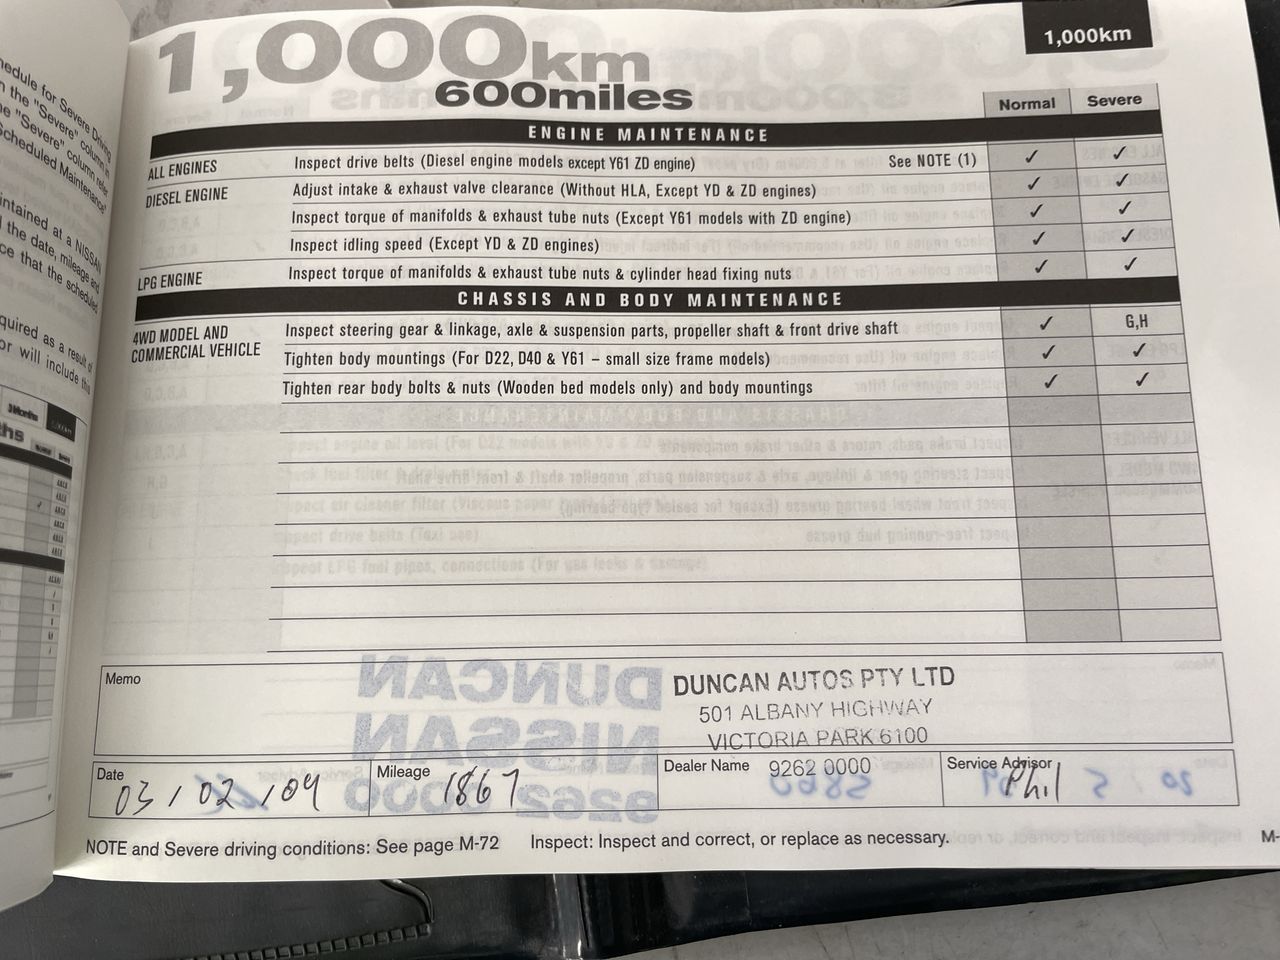 1,000km
600miles
1,000km
Normal
Severe
ENGINE MAINTENANCE
ALL ENGINES Inspect drive belts (Diesel engine models except Y61 ZD engine) See NOTE (1) ✓ ✓
DIESEL ENGINE Adjust intake & exhaust valve clearance (Without HLA, Except YD & ZD engines) ✓ ✓
Inspect torque of manifolds & exhaust tube nuts (Except Y61 models with ZD engine) ✓ ✓
Inspect idling speed (Except YD & ZD engines) ✓ ✓
LPG ENGINE Inspect torque of manifolds & exhaust tube nuts & cylinder head fixing nuts ✓ ✓
CHASSIS AND BODY MAINTENANCE
4WD MODEL AND
COMMERCIAL VEHICLE
Inspect steering gear & linkage, axle & suspension parts, propeller shaft & front drive shaft ✓ G,H
Tighten body mountings (For D22, D40 & Y61 – small size frame models) ✓ ✓
Tighten rear body bolts & nuts (Wooden bed models only) and body mountings ✓ ✓
Memo
DUNCAN AUTOS PTY LTD
501 ALBANY HIGHWAY
VICTORIA PARK 6100
9262 0000
Date 03/02/09
Mileage 1867
Dealer Name
Service Advisor Phil
NOTE and Severe driving conditions: See page M-72 Inspect: Inspect and correct, or replace as necessary.
M-